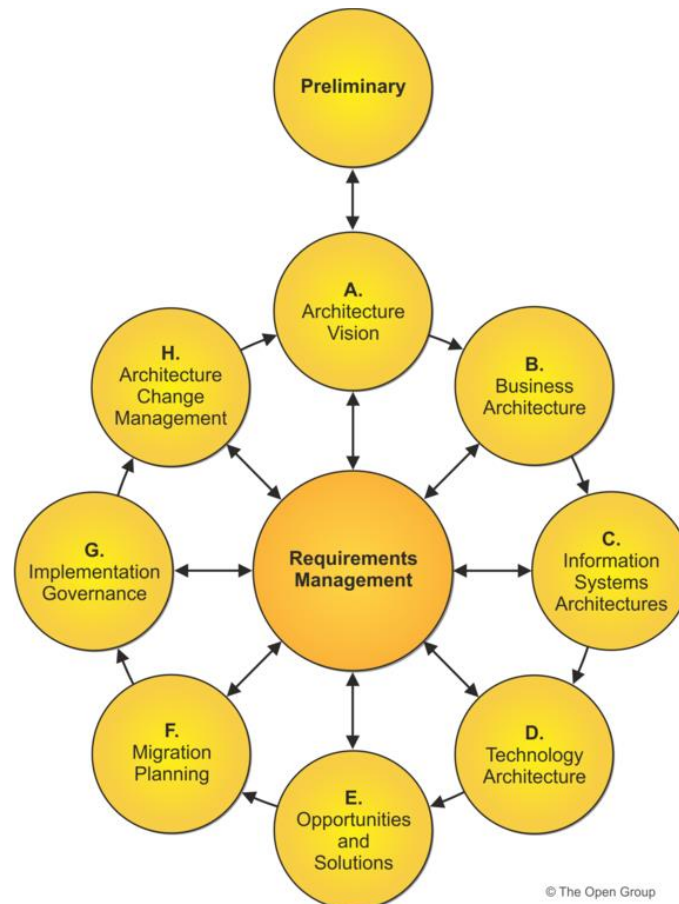 Preliminary
A.
Architecture
Vision
B.
Business
Architecture
C.
Information
Systems
Architectures
D.
Technology
Architecture
E.
Opportunities
and
Solutions
F.
Migration
Planning
G.
Implementation
Governance
H.
Architecture
Change
Management
Requirements
Management
© The Open Group